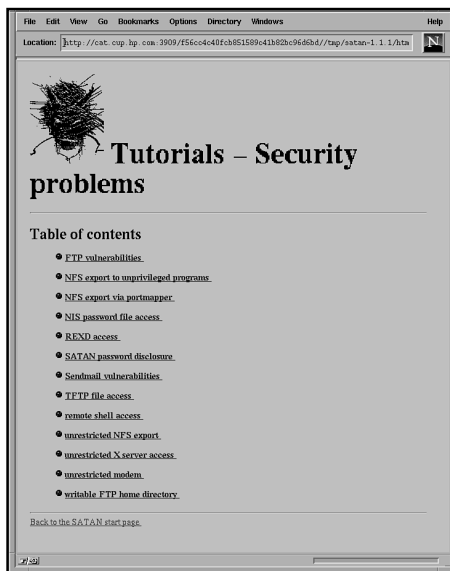 File Edit View Go Bookmarks Options Directory Windows Help
Location: http://cat.cup.hp.com:3909/f56cc4c40fcb851589c41b82bc96d6bd//tmp/satan-1.1.1/htm
N
Tutorials – Security
problems
Table of contents
FTP vulnerabilities
NFS export to unprivileged programs
NFS export via portmapper
NIS password file access
REXD access
SATAN password disclosure
Sendmail vulnerabilities
TFTP file access
remote shell access
unrestricted NFS export
unrestricted X server access
unrestricted modem
writable FTP home directory
Back to the SATAN start page.